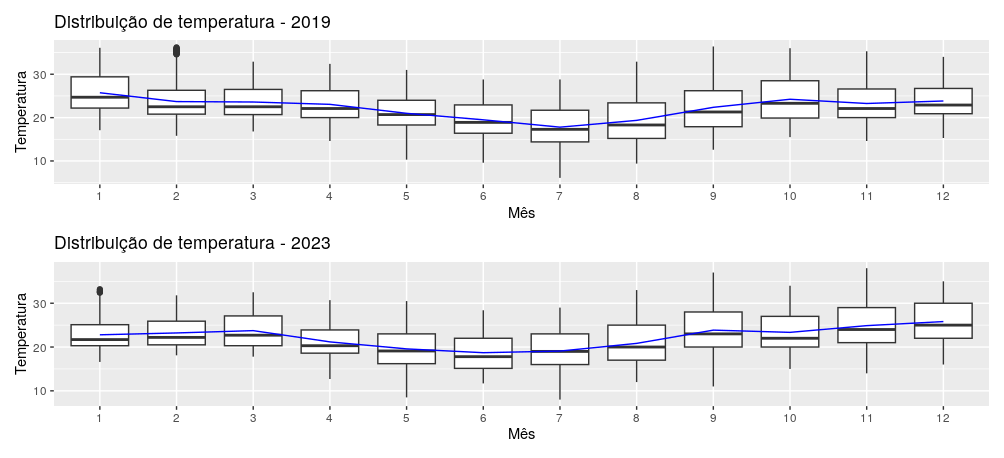 Distribuição de temperatura - 2019
Temperatura
30
20
10
1 2 3 4 5 6 7 8 9 10 11 12
Mês
Distribuição de temperatura - 2023
Temperatura
30
20
10
1 2 3 4 5 6 7 8 9 10 11 12
Mês